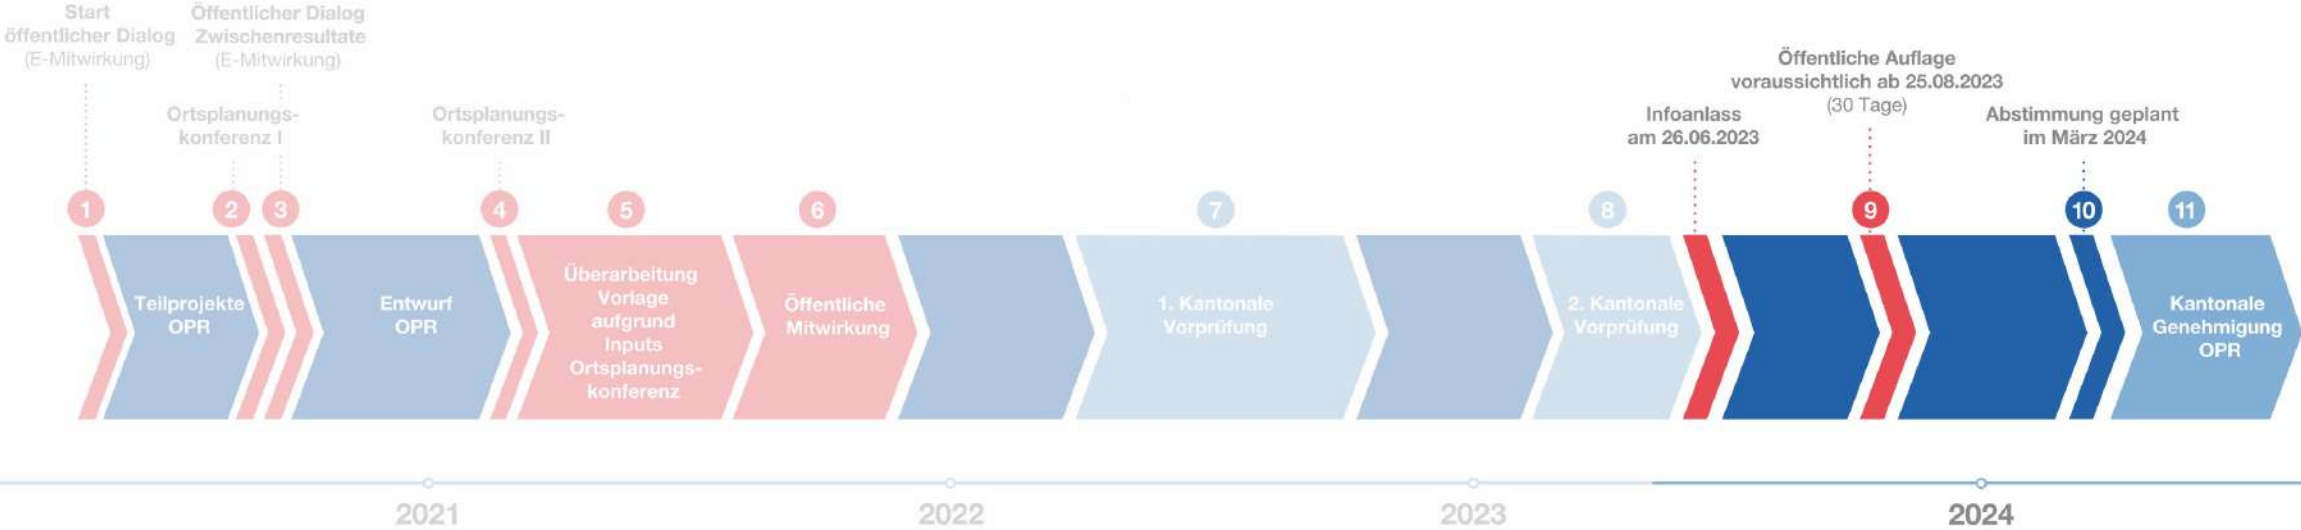 Start
öffentlicher Dialog
(E-Mitwirkung)
Öffentlicher Dialog
Zwischenresultate
(E-Mitwirkung)
Ortsplanungs-
konferenz I
Ortsplanungs-
konferenz II
Infoanlass
am 26.06.2023
Öffentliche Auflage
voraussichtlich ab 25.08.2023
(30 Tage)
Abstimmung geplant
im März 2024
1
2
3
4
5
6
7
8
9
10
11
Teilprojekte
OPR
Entwurf
OPR
Überarbeitung
Vorlage
aufgrund
Inputs
Ortsplanungs-
konferenz
Öffentliche
Mitwirkung
1. Kantonale
Vorprüfung
2. Kantonale
Vorprüfung
Kantonale
Genehmigung
OPR
2021
2022
2023
2024